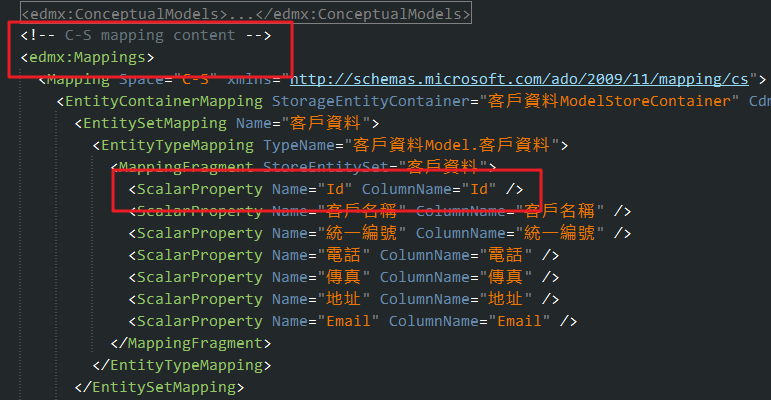 <edmx:ConceptualModels>...</edmx:ConceptualModels>
<!-- C-S mapping content -->
<edmx:Mappings>
<Mapping Space="C-S" xmlns="http://schemas.microsoft.com/ado/2009/11/mapping/cs">
<EntityContainerMapping StorageEntityContainer="客戶資料ModelStoreContainer" Cdm
<EntitySetMapping Name="客戶資料">
<EntityTypeMapping TypeName="客戶資料Model.客戶資料">
<MappingFragment StoreEntitySet="客戶資料">
<ScalarProperty Name="Id" ColumnName="Id" />
<ScalarProperty Name="客戶名稱" ColumnName="客戶名稱" />
<ScalarProperty Name="統一編號" ColumnName="統一編號" />
<ScalarProperty Name="電話" ColumnName="電話" />
<ScalarProperty Name="傳真" ColumnName="傳真" />
<ScalarProperty Name="地址" ColumnName="地址" />
<ScalarProperty Name="Email" ColumnName="Email" />
</MappingFragment>
</EntityTypeMapping>
</EntitySetMapping>